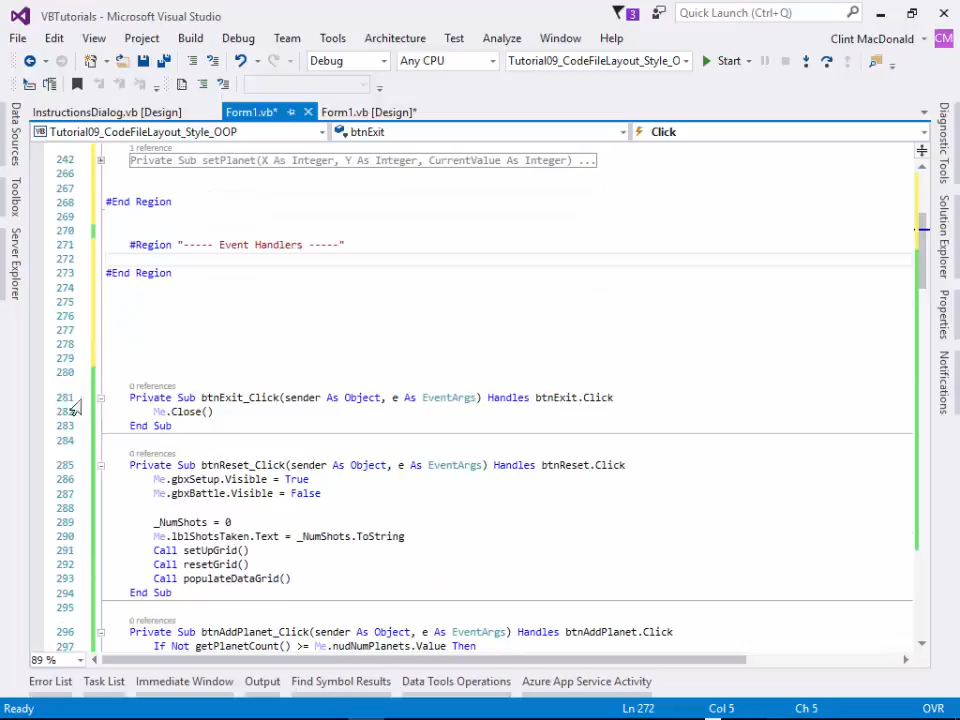 VBTutorials - Microsoft Visual Studio
3
Quick Launch (Ctrl+Q)
File Edit View Project Build Debug Team Tools Architecture Test Analyze Window Help
Clint MacDonald
CM
Debug Any CPU Tutorial09_CodeFileLayout_Style_O Start
InstructionsDialog.vb [Design] Form1.vb* Form1.vb [Design]*
VB Tutorial09_CodeFileLayout_Style_OOP btnExit Click
Data Sources
Toolbox
Server Explorer
Diagnostic Tools
Solution Explorer
Properties
Notifications
1 reference
242 Private Sub setPlanet(X As Integer, Y As Integer, CurrentValue As Integer) ...
266
267
268 #End Region
269
270
271 #Region "----- Event Handlers -----"
272
273 #End Region
274
275
276
277
278
279
280
0 references
281 Private Sub btnExit_Click(sender As Object, e As EventArgs) Handles btnExit.Click
282 Me.Close()
283 End Sub
284
0 references
285 Private Sub btnReset_Click(sender As Object, e As EventArgs) Handles btnReset.Click
286 Me.gbxSetup.Visible = True
287 Me.gbxBattle.Visible = False
288
289 _NumShots = 0
290 Me.lblShotsTaken.Text = _NumShots.ToString
291 Call setUpGrid()
292 Call resetGrid()
293 Call populateDataGrid()
294 End Sub
295
0 references
296 Private Sub btnAddPlanet_Click(sender As Object, e As EventArgs) Handles btnAddPlanet.Click
297 If Not getPlanetCount() >= Me.nudNumPlanets.Value Then
89 %
Error List Task List Immediate Window Output Find Symbol Results Data Tools Operations Azure App Service Activity
Ready Ln 272 Col 5 Ch 5 OVR